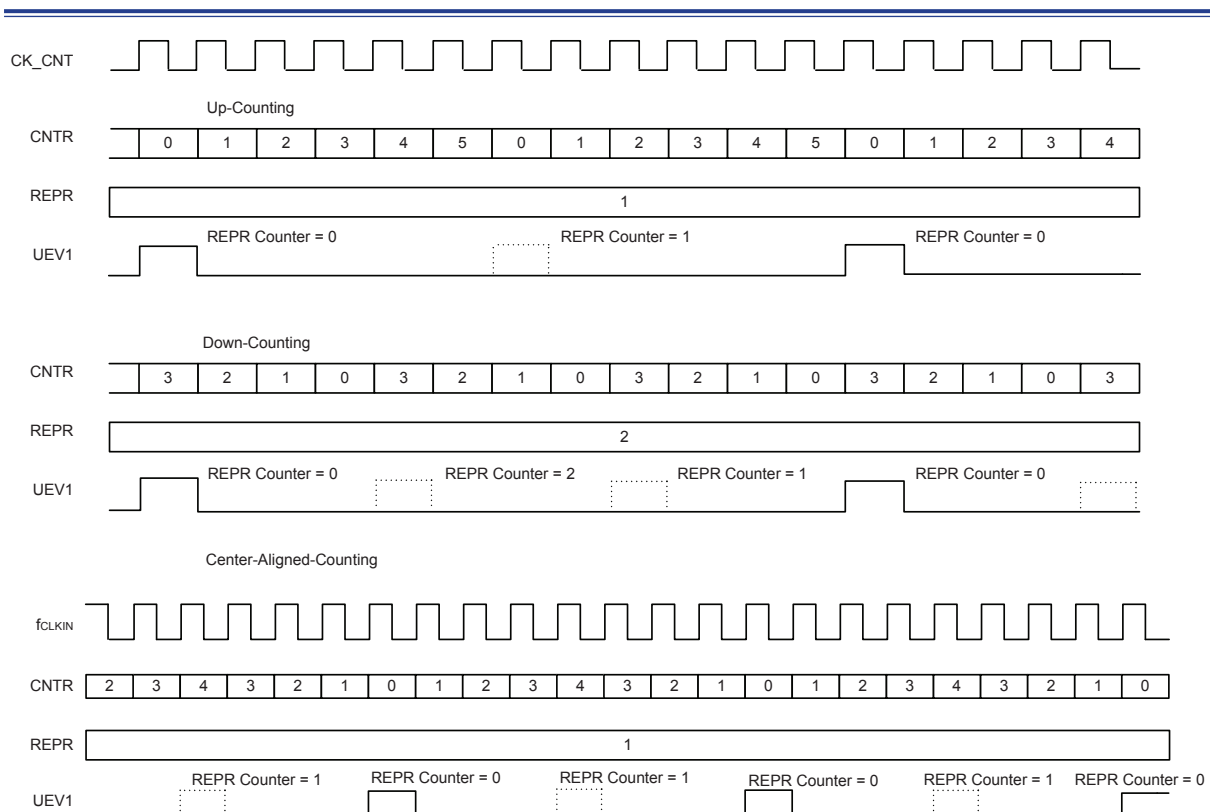 CK_CNT
Up-Counting
CNTR 0 1 2 3 4 5 0 1 2 3 4 5 0 1 2 3 4
REPR 1
REPR Counter = 0 REPR Counter = 1 REPR Counter = 0
UEV1
Down-Counting
CNTR 3 2 1 0 3 2 1 0 3 2 1 0 3 2 1 0 3
REPR 2
REPR Counter = 0 REPR Counter = 2 REPR Counter = 1 REPR Counter = 0
UEV1
Center-Aligned-Counting
fCLKIN
CNTR 2 3 4 3 2 1 0 1 2 3 4 3 2 1 0 1 2 3 4 3 2 1 0
REPR 1
REPR Counter = 1 REPR Counter = 0 REPR Counter = 1 REPR Counter = 0 REPR Counter = 1 REPR Counter = 0
UEV1